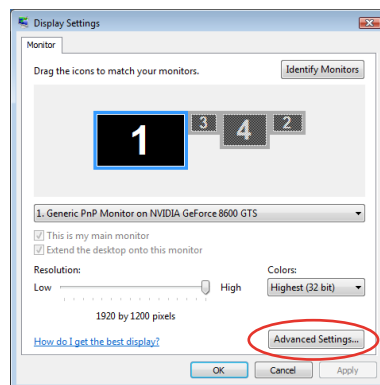 Display Settings
Monitor
Drag the icons to match your monitors.
Identify Monitors
1 3 4 2
1. Generic PnP Monitor on NVIDIA GeForce 8600 GTS
This is my main monitor
Extend the desktop onto this monitor
Resolution:
Colors:
Low High Highest (32 bit)
1920 by 1200 pixels
How do I get the best display?
Advanced Settings...
OK Cancel Apply